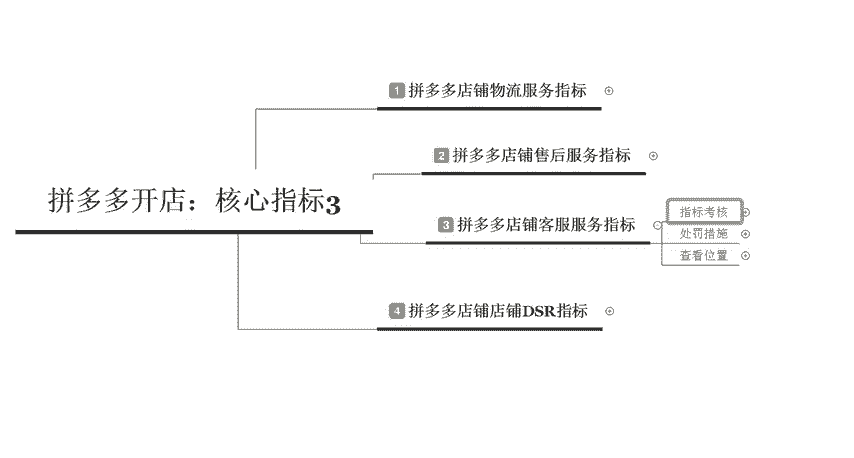 拼多多开店：核心指标3
1 拼多多店铺物流服务指标
2 拼多多店铺售后服务指标
3 拼多多店铺客服服务指标
指标考核
处罚措施
查看位置
4 拼多多店铺店铺DSR指标